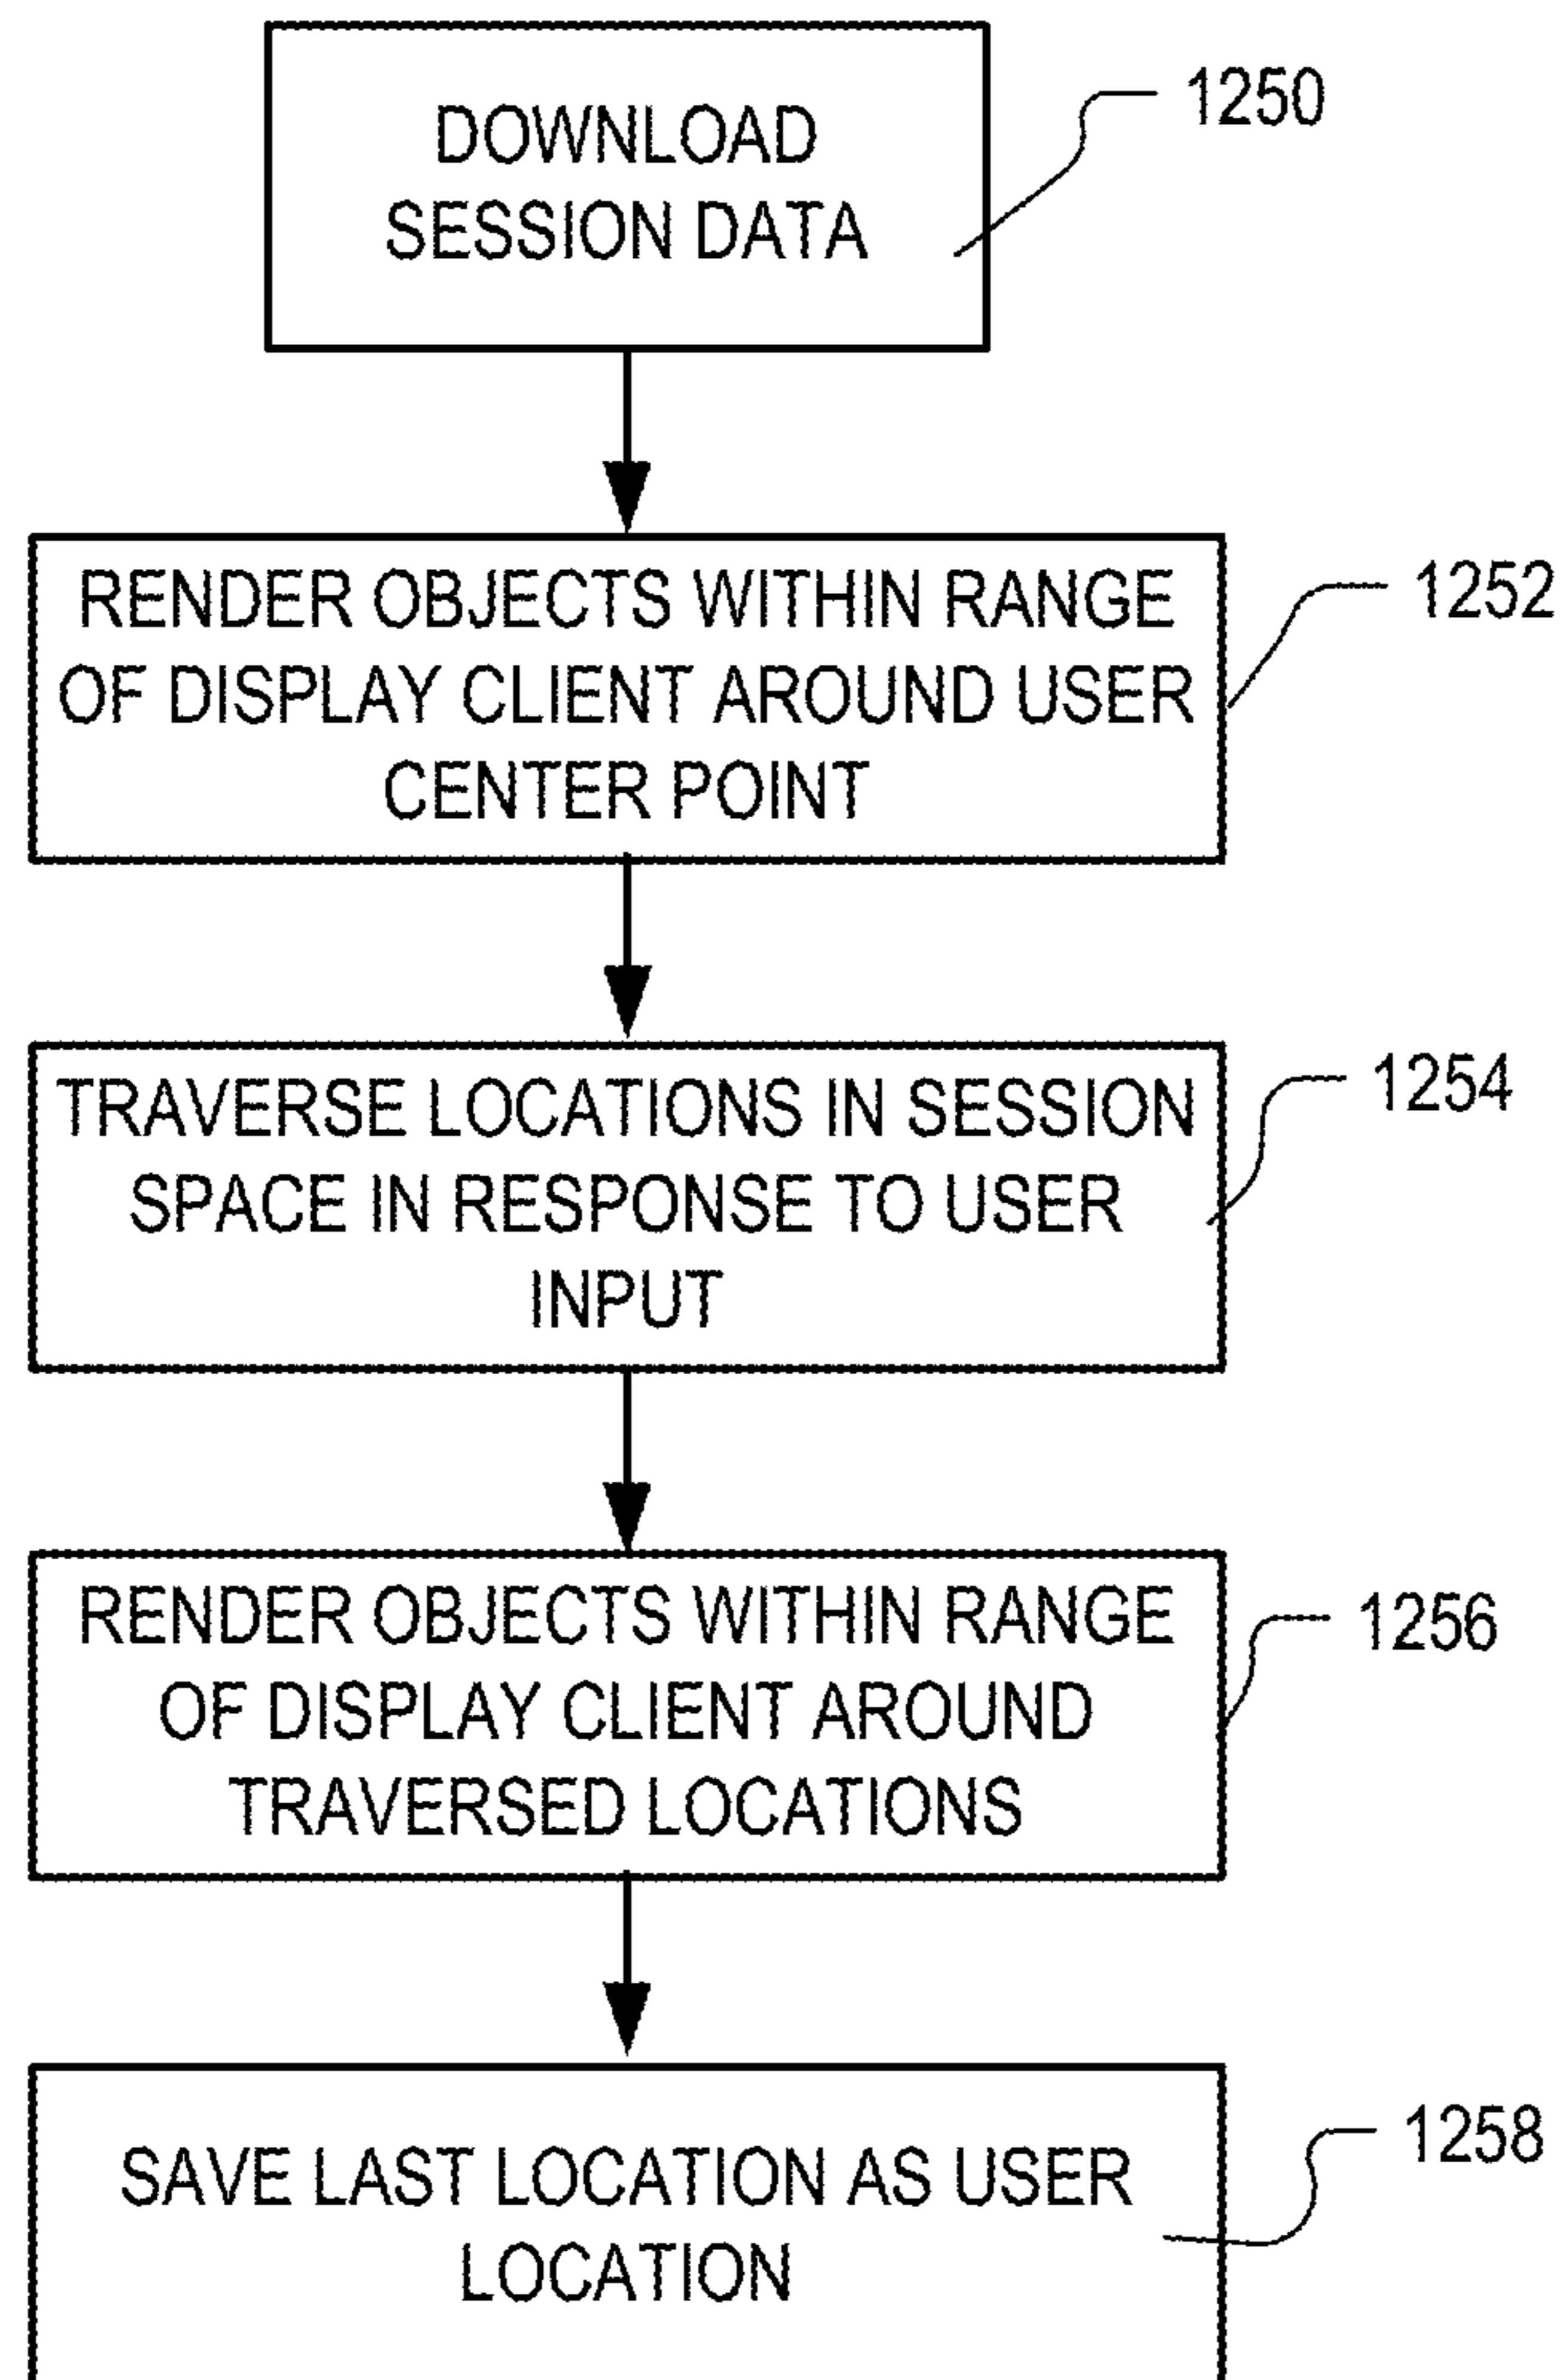 DOWNLOAD
SESSION DATA
1250
RENDER OBJECTS WITHIN RANGE
OF DISPLAY CLIENT AROUND USER
CENTER POINT
1252
TRAVERSE LOCATIONS IN SESSION
SPACE IN RESPONSE TO USER
INPUT
1254
RENDER OBJECTS WITHIN RANGE
OF DISPLAY CLIENT AROUND
TRAVERSED LOCATIONS
1256
SAVE LAST LOCATION AS USER
LOCATION
1258